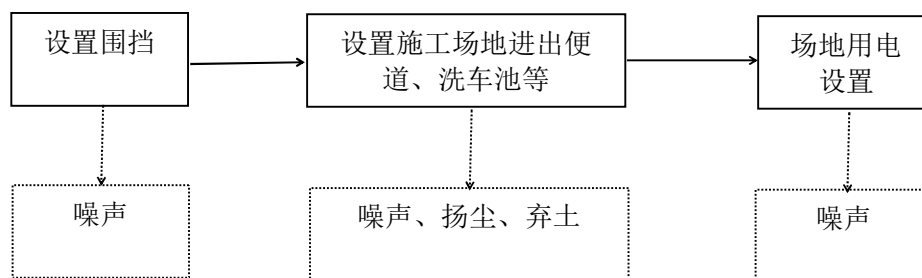 设置围挡
设置施工场地进出便
道、洗车池等
场地用电
设置
噪声
噪声、扬尘、弃土
噪声